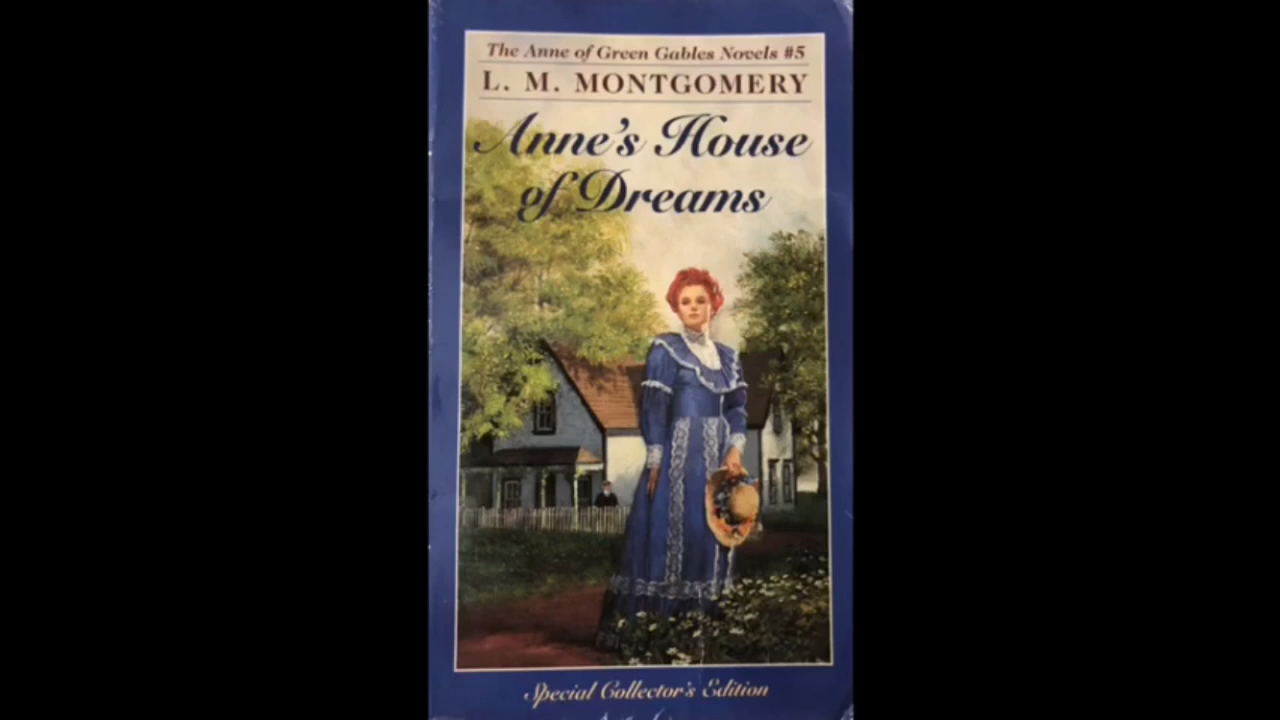 The Anne of Green Gables Novels #5
L. M. MONTGOMERY
Anne's House
of Dreams
Special Collector's Edition